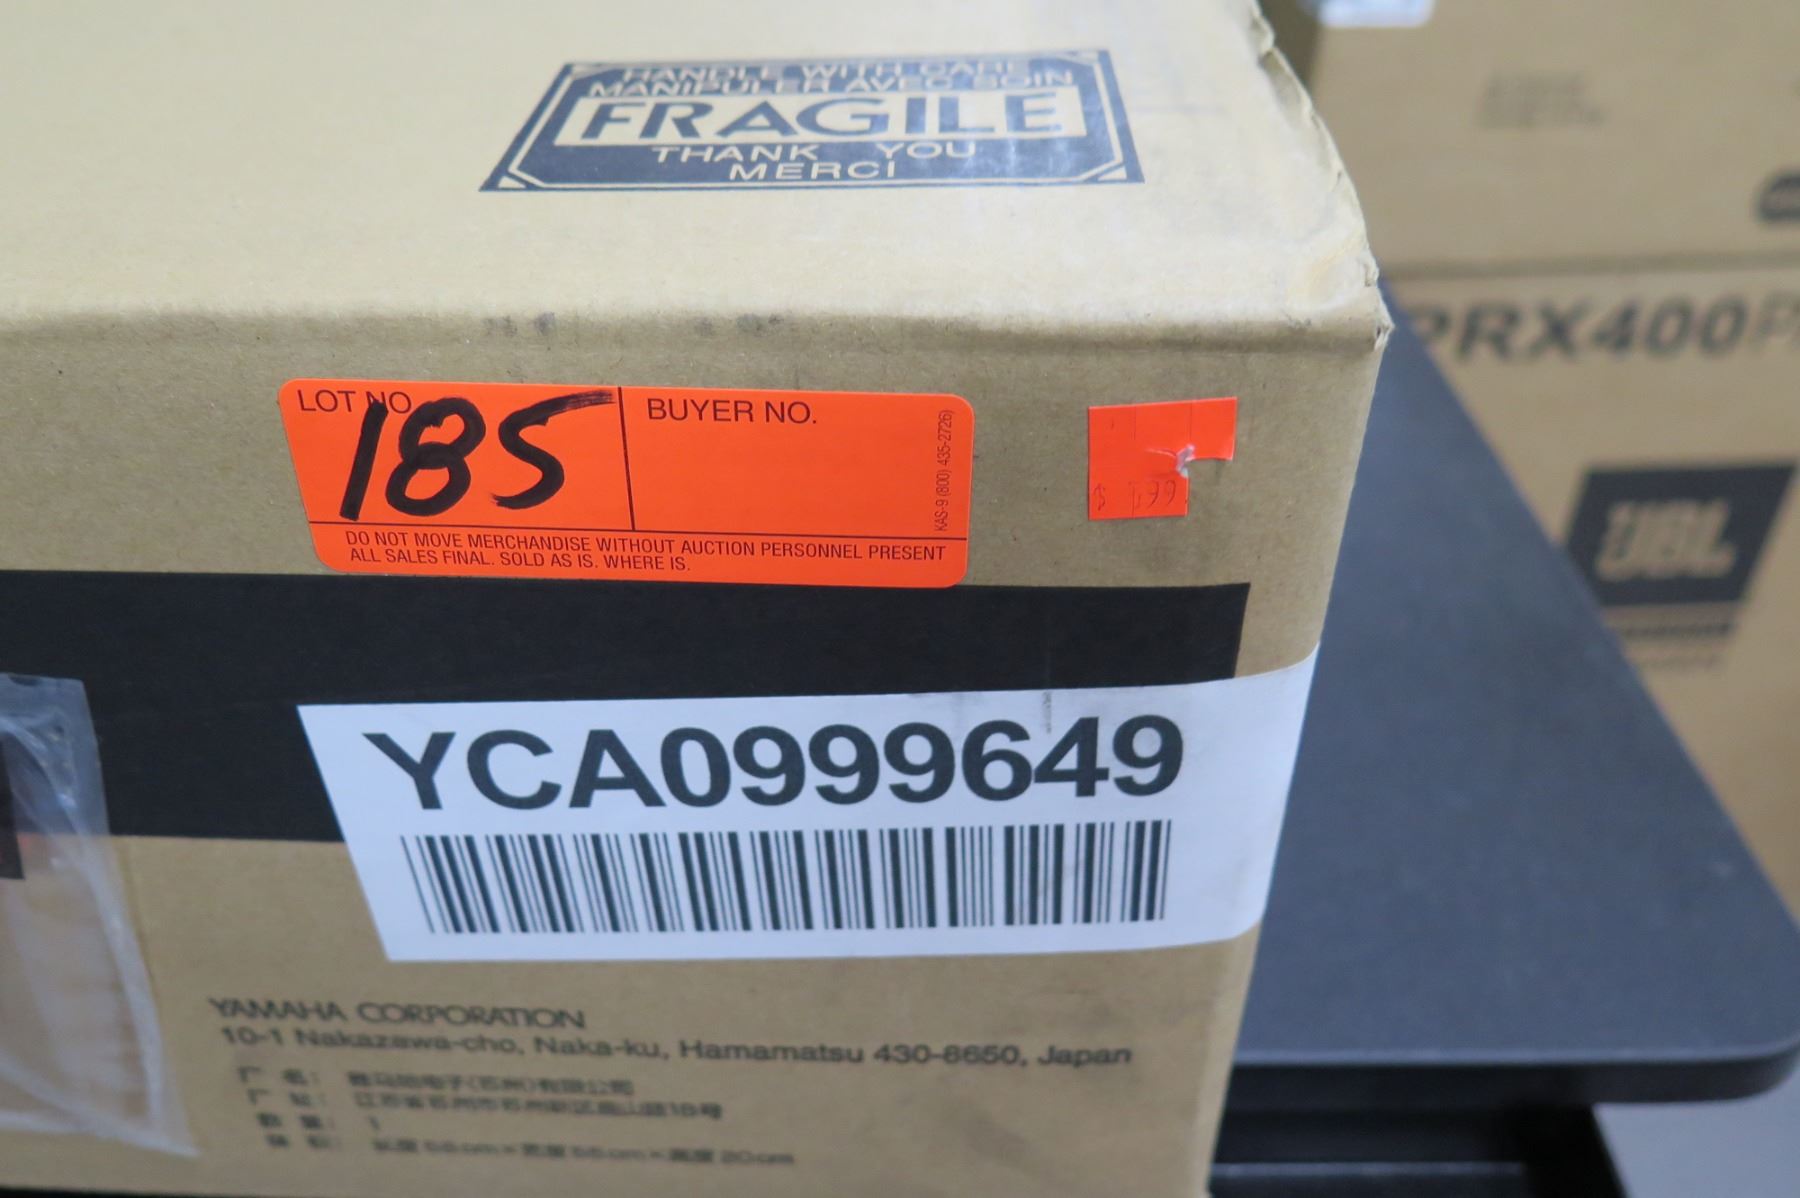 HANDLE WITH CARE
MANIPULER AVEC SOIN
FRAGILE
THANK YOU
MERCI
LOT NO.
185
BUYER NO.
KAS-9 (800) 435-2726)
DO NOT MOVE MERCHANDISE WITHOUT AUCTION PERSONNEL PRESENT
ALL SALES FINAL. SOLD AS IS. WHERE IS.
YCA0999649
YAMAHA CORPORATION
10-1 Nakazawa-cho, Naka-ku, Hamamatsu 430-8650, Japan
PRX400
JBL